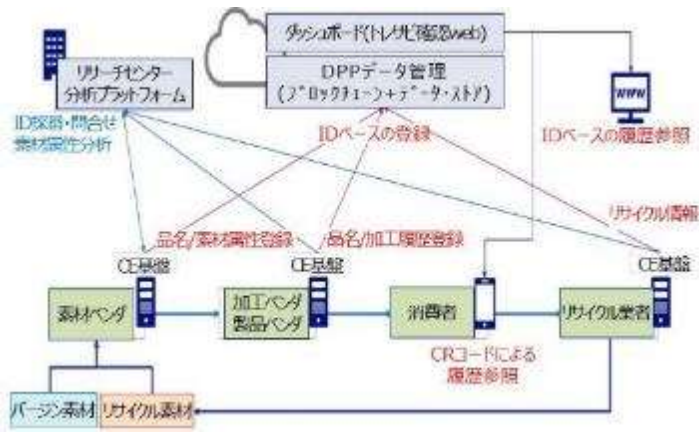 ダッシュボード(トレサビ確認web)
リサーチセンター
分析プラットフォーム
DPPデータ管理
(ブロックチェーン+データ・ストア)
WWW
ID採番・問合せ
素材属性分析
IDベースの登録
IDベースの履歴参照
リサイクル情報
品名/素材属性登録
品名/加工履歴登録
CE基盤
CE基盤
CE基盤
素材ベンダ
加工ベンダ
製品ベンダ
消費者
リサイクル業者
CRコードによる
履歴参照
バージン素材
リサイクル素材